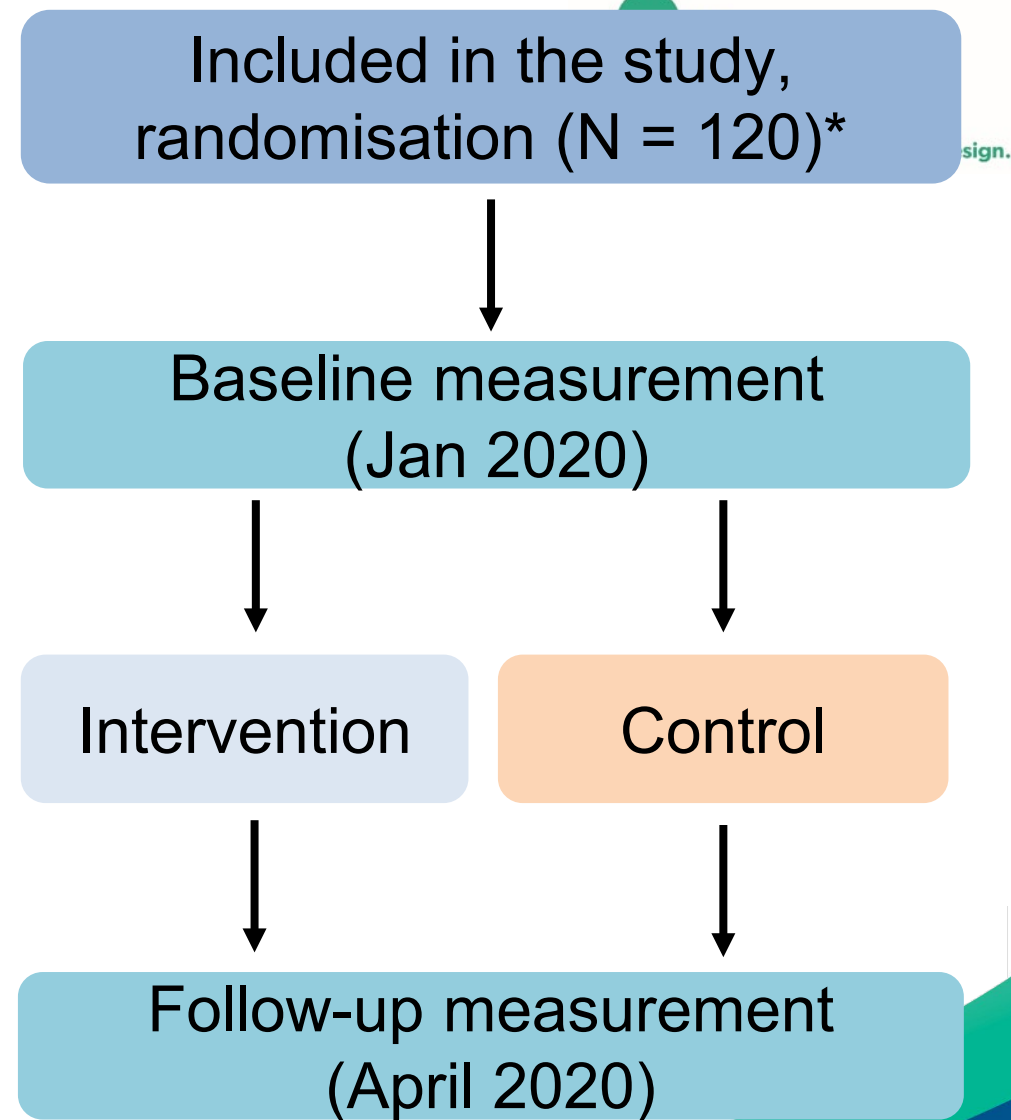 Included in the study,
randomisation (N = 120)*
sign.
Baseline measurement
(Jan 2020)
Intervention
Control
Follow-up measurement
(April 2020)